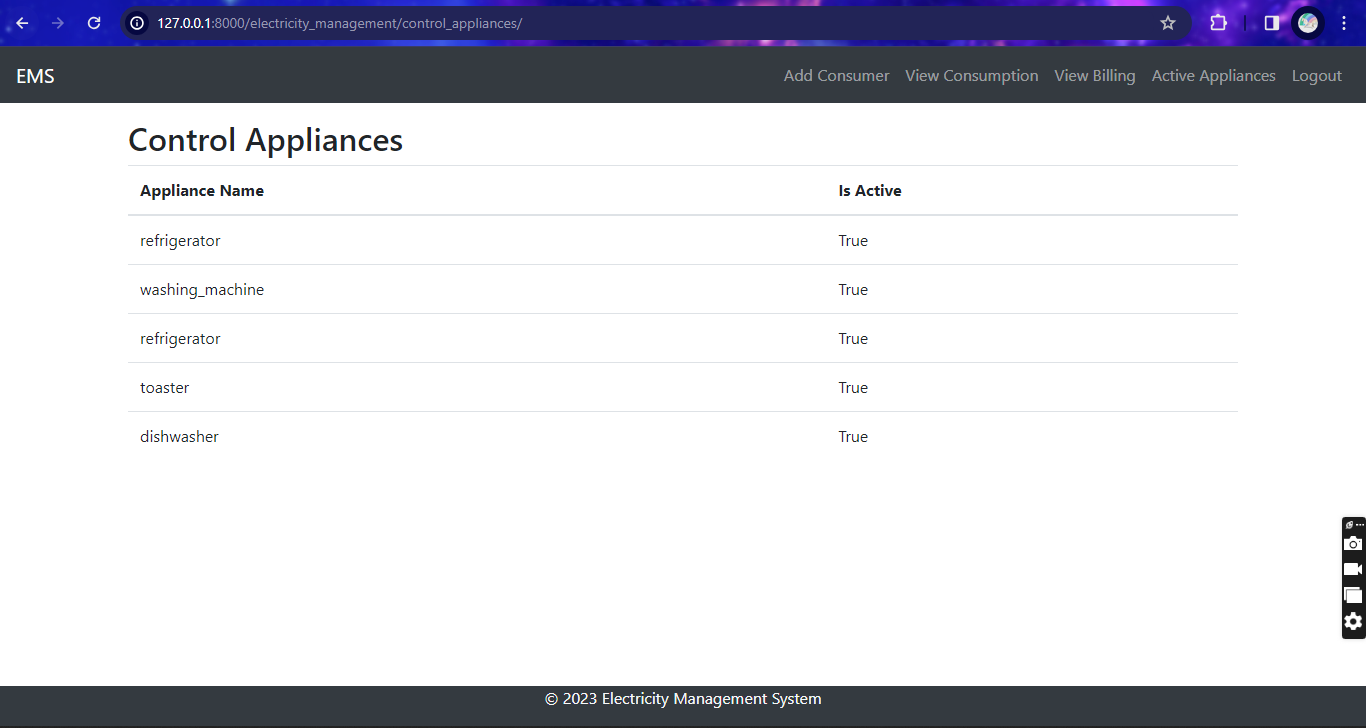 127.0.0.1:8000/electricity_management/control_appliances/
EMS Add Consumer View Consumption View Billing Active Appliances Logout
Control Appliances
Appliance Name Is Active
refrigerator True
washing_machine True
refrigerator True
toaster True
dishwasher True
© 2023 Electricity Management System